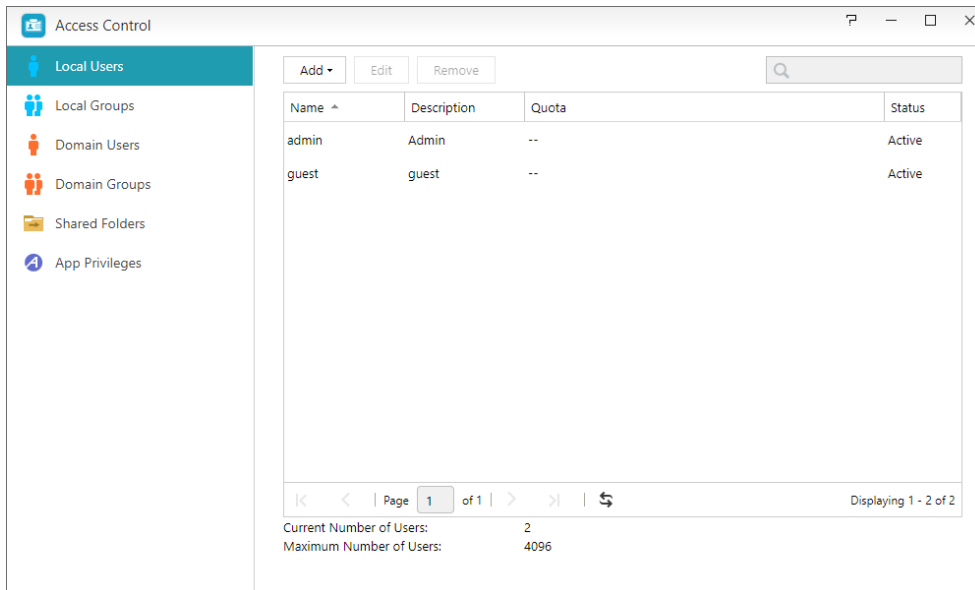 Access Control
Local Users
Local Groups
Domain Users
Domain Groups
Shared Folders
App Privileges
Add Edit Remove
Name Description Quota Status
admin Admin -- Active
guest guest -- Active
Page 1 of 1 Displaying 1 - 2 of 2
Current Number of Users: 2
Maximum Number of Users: 4096